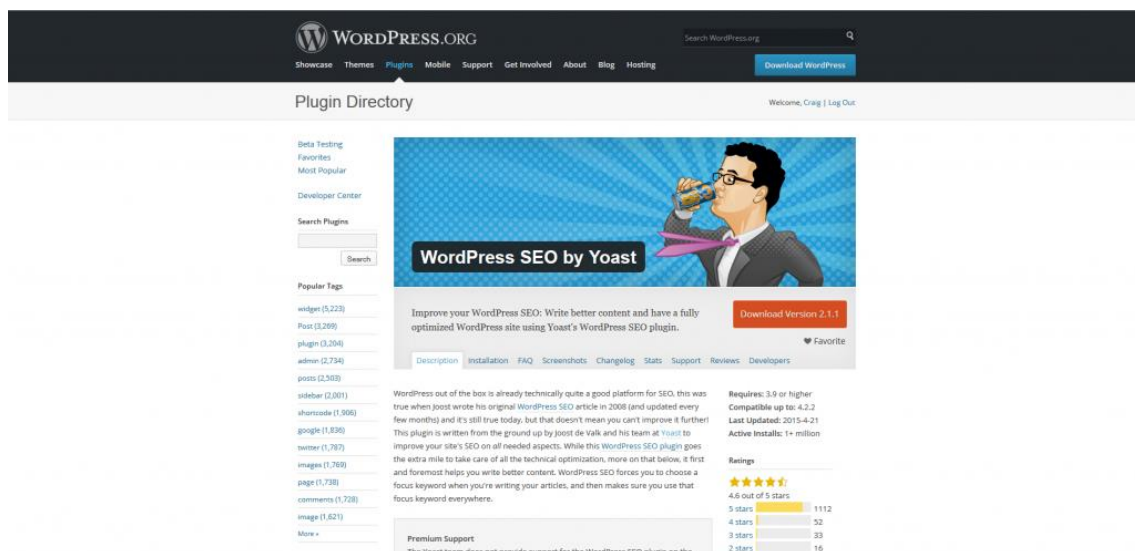 WORDPRESS.ORG
Search WordPress.org
Showcase Themes Plugins Mobile Support Get Involved About Blog Hosting
Download WordPress
Plugin Directory
Welcome, Craig | Log Out
Beta Testing
Favorites
Most Popular
Developer Center
Search Plugins
Search
Popular Tags
widget (5,223)
Post (3,269)
plugin (3,204)
admin (2,734)
posts (2,503)
sidebar (2,001)
shortcode (1,906)
google (1,836)
twitter (1,787)
images (1,769)
page (1,738)
comments (1,728)
image (1,621)
More »
WordPress SEO by Yoast
Improve your WordPress SEO: Write better content and have a fully
optimized WordPress site using Yoast's WordPress SEO plugin.
Download Version 2.1.1
Favorite
Description Installation FAQ Screenshots Changelog Stats Support Reviews Developers
WordPress out of the box is already technically quite a good platform for SEO, this was
true when Joost wrote his original WordPress SEO article in 2008 (and updated every
few months) and it's still true today, but that doesn't mean you can't improve it further!
This plugin is written from the ground up by Joost de Valk and his team at Yoast to
improve your site's SEO on all needed aspects. While this WordPress SEO plugin goes
the extra mile to take care of all the technical optimization, more on that below, it first
and foremost helps you write better content. WordPress SEO forces you to choose a
focus keyword when you're writing your articles, and then makes sure you use that
focus keyword everywhere.
Premium Support
The Yoast team does not provide support for the WordPress SEO plugin on the
Requires: 3.9 or higher
Compatible up to: 4.2.2
Last Updated: 2015-4-21
Active Installs: 1+ million
Ratings
4.6 out of 5 stars
5 stars 1112
4 stars 52
3 stars 33
2 stars 16